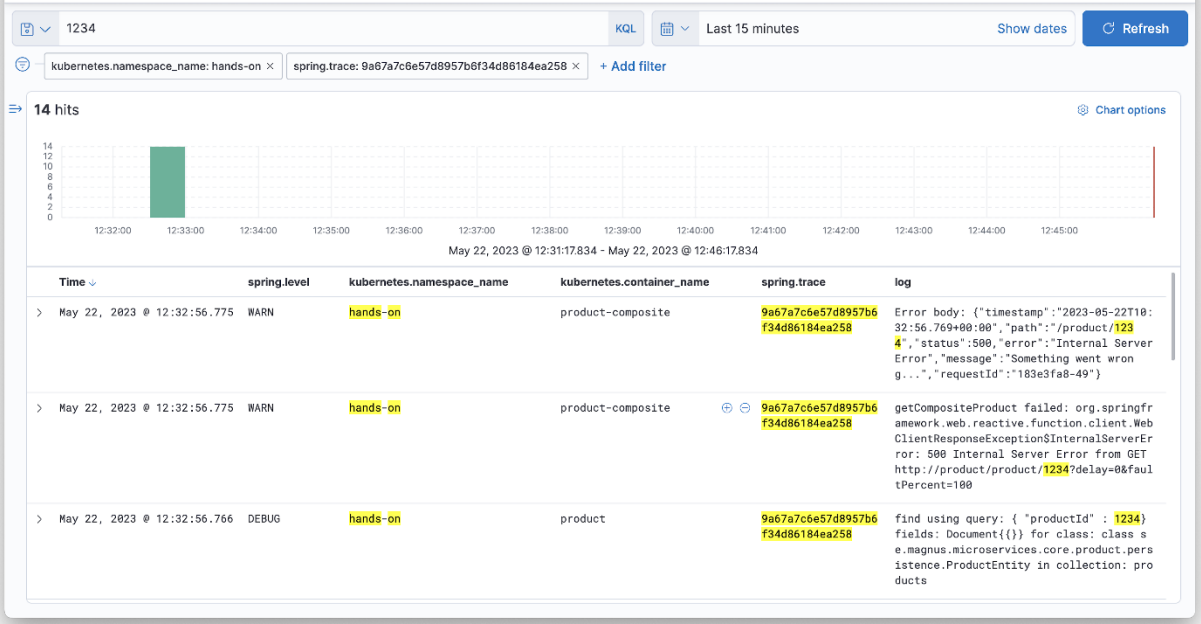 1234 KQL Last 15 minutes Show dates Refresh
kubernetes.namespace_name: hands-on × spring.trace: 9a67a7c6e57d8957b6f34d86184ea258 × + Add filter
14 hits Chart options
14
12
10
8
6
4
2
0
12:32:00 12:33:00 12:34:00 12:35:00 12:36:00 12:37:00 12:38:00 12:39:00 12:40:00 12:41:00 12:42:00 12:43:00 12:44:00 12:45:00
May 22, 2023 @ 12:31:17.834 - May 22, 2023 @ 12:46:17.834
Time ↓ spring.level kubernetes.namespace_name kubernetes.container_name spring.trace log
May 22, 2023 @ 12:32:56.775 WARN hands-on product-composite 9a67a7c6e57d8957b6 Error body: {"timestamp":"2023-05-22T10:
f34d86184ea258 32:56.769+00:00","path":"/product/123
4","status":500,"error":"Internal Server
Error","message":"Something went wron
g...","requestId":"183e3fa8-49"}
May 22, 2023 @ 12:32:56.775 WARN hands-on product-composite 9a67a7c6e57d8957b6 getCompositeProduct failed: org.springfr
f34d86184ea258 amework.web.reactive.function.client.Web
ClientResponseException$InternalServerEr
ror: 500 Internal Server Error from GET
http://product/product/1234?delay=0&faul
tPercent=100
May 22, 2023 @ 12:32:56.766 DEBUG hands-on product 9a67a7c6e57d8957b6 find using query: { "productId" : 1234}
f34d86184ea258 fields: Document{{}} for class: class s
e.magnus.microservices.core.product.pers
istence.ProductEntity in collection: pro
ducts